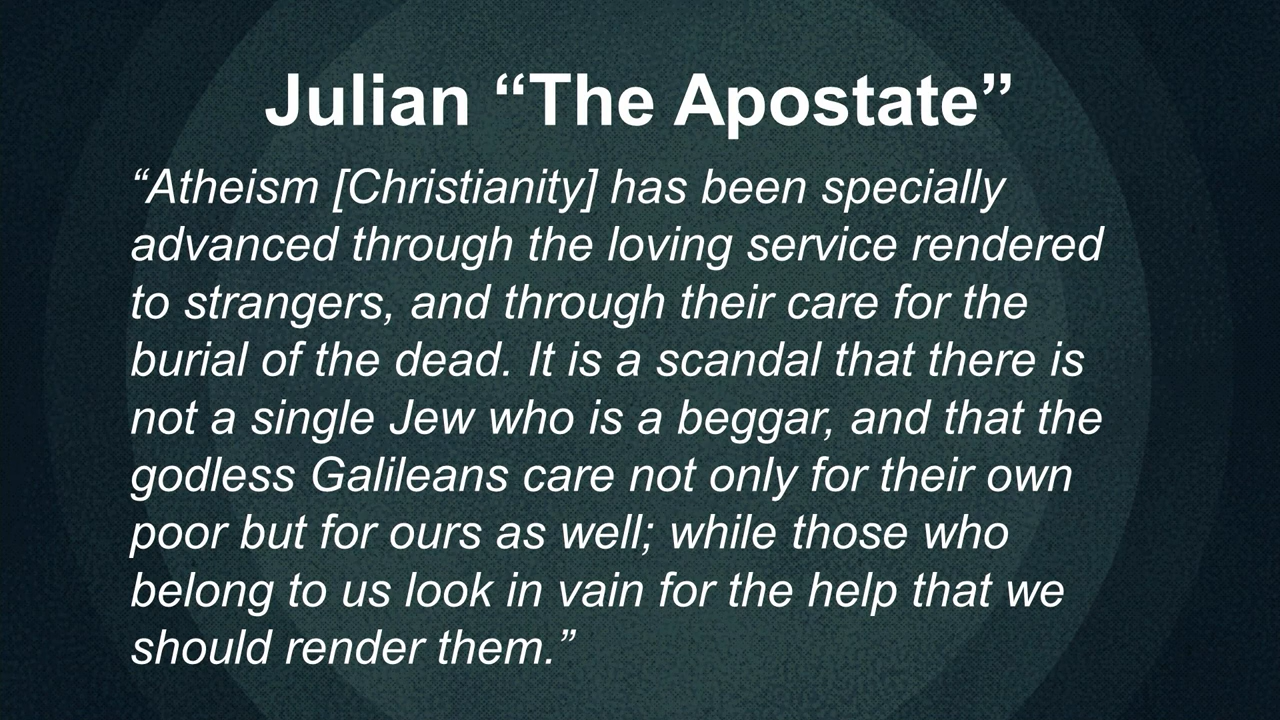 Julian “The Apostate”
“Atheism [Christianity] has been specially
advanced through the loving service rendered
to strangers, and through their care for the
burial of the dead. It is a scandal that there is
not a single Jew who is a beggar, and that the
godless Galileans care not only for their own
poor but for ours as well; while those who
belong to us look in vain for the help that we
should render them.”